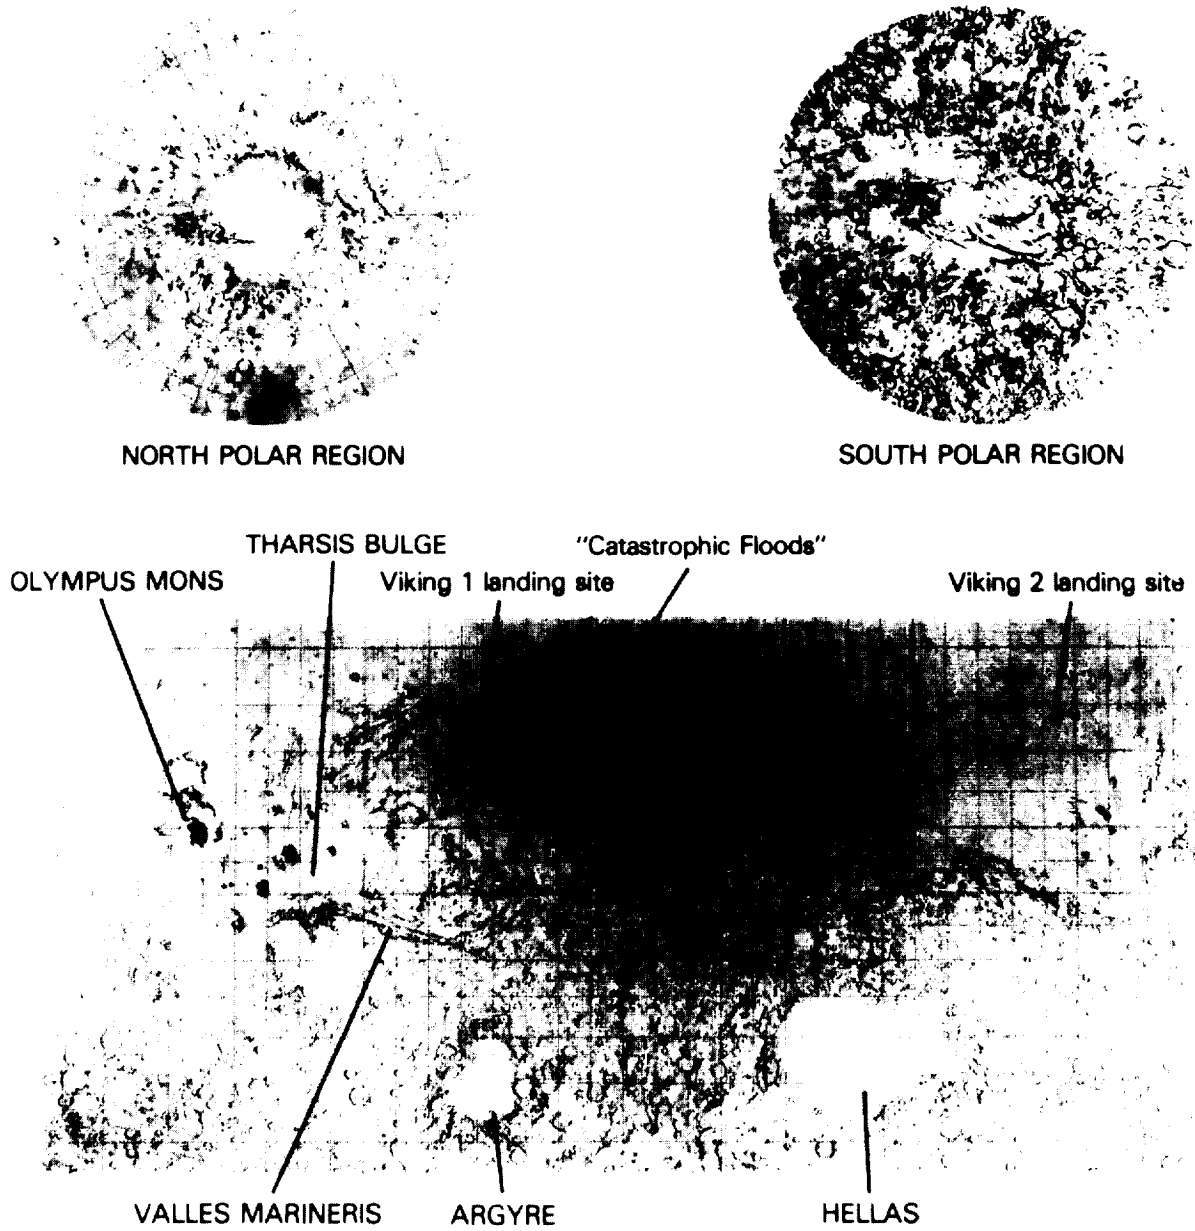 NORTH POLAR REGION
SOUTH POLAR REGION
THARSIS BULGE
"Catastrophic Floods"
OLYMPUS MONS
Viking 1 landing site
Viking 2 landing site
VALLES MARINERIS
ARGYRE
HELLAS